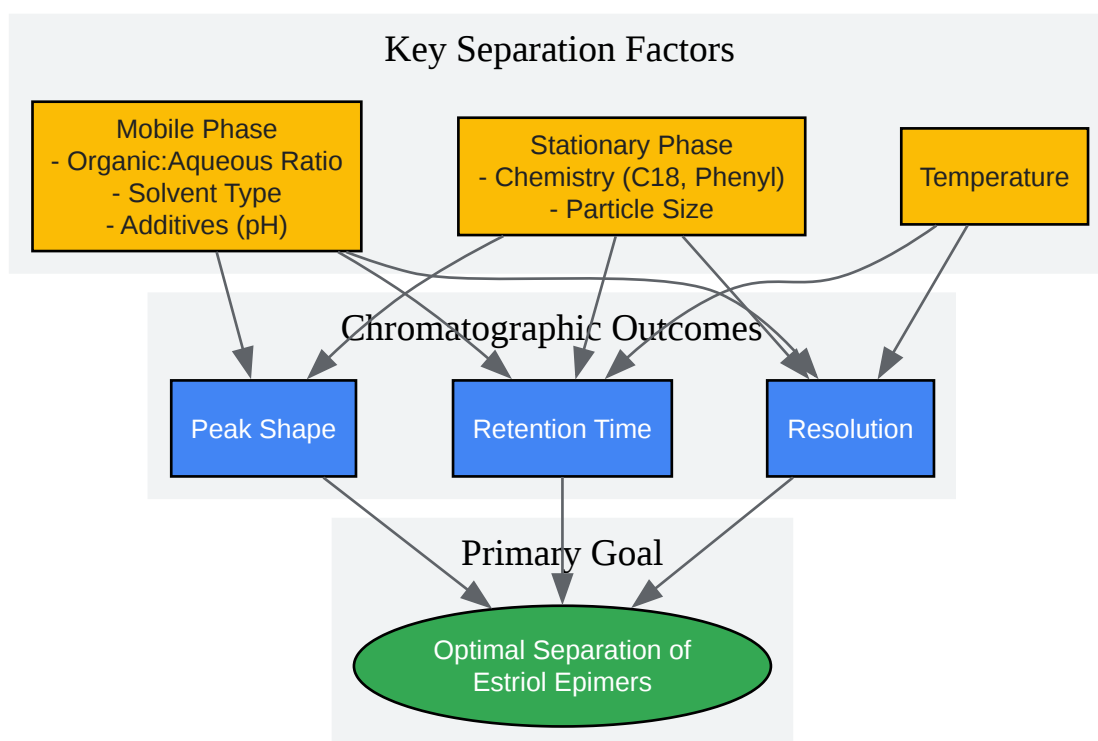 Key Separation Factors
Mobile Phase
- Organic:Aqueous Ratio
- Solvent Type
- Additives (pH)
Stationary Phase
- Chemistry (C18, Phenyl)
- Particle Size
Temperature
Chromatographic Outcomes
Peak Shape
Retention Time
Resolution
Primary Goal
Optimal Separation of
Estriol Epimers